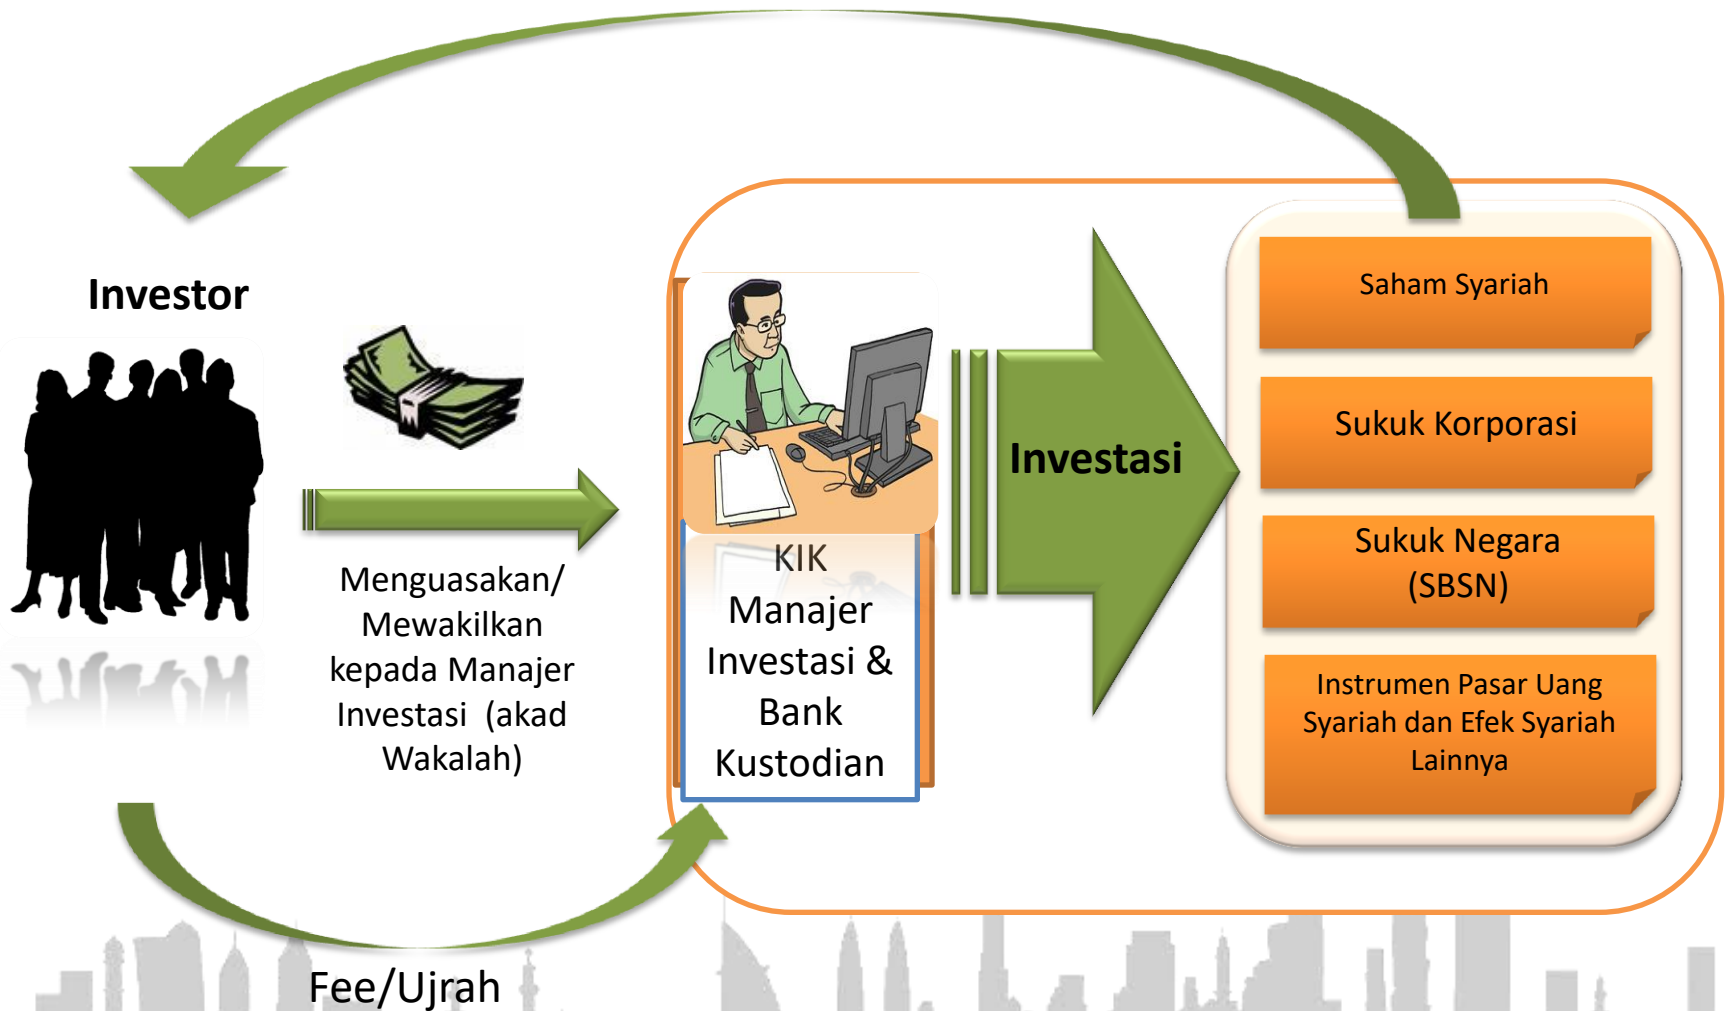 Investor
Menguasakan/
Mewakilkan
kepada Manajer
Investasi (akad
Wakalah)
KIK
Manajer
Investasi &
Bank
Kustodian
Investasi
Saham Syariah
Sukuk Korporasi
Sukuk Negara
(SBSN)
Instrumen Pasar Uang
Syariah dan Efek Syariah
Lainnya
Fee/Ujrah